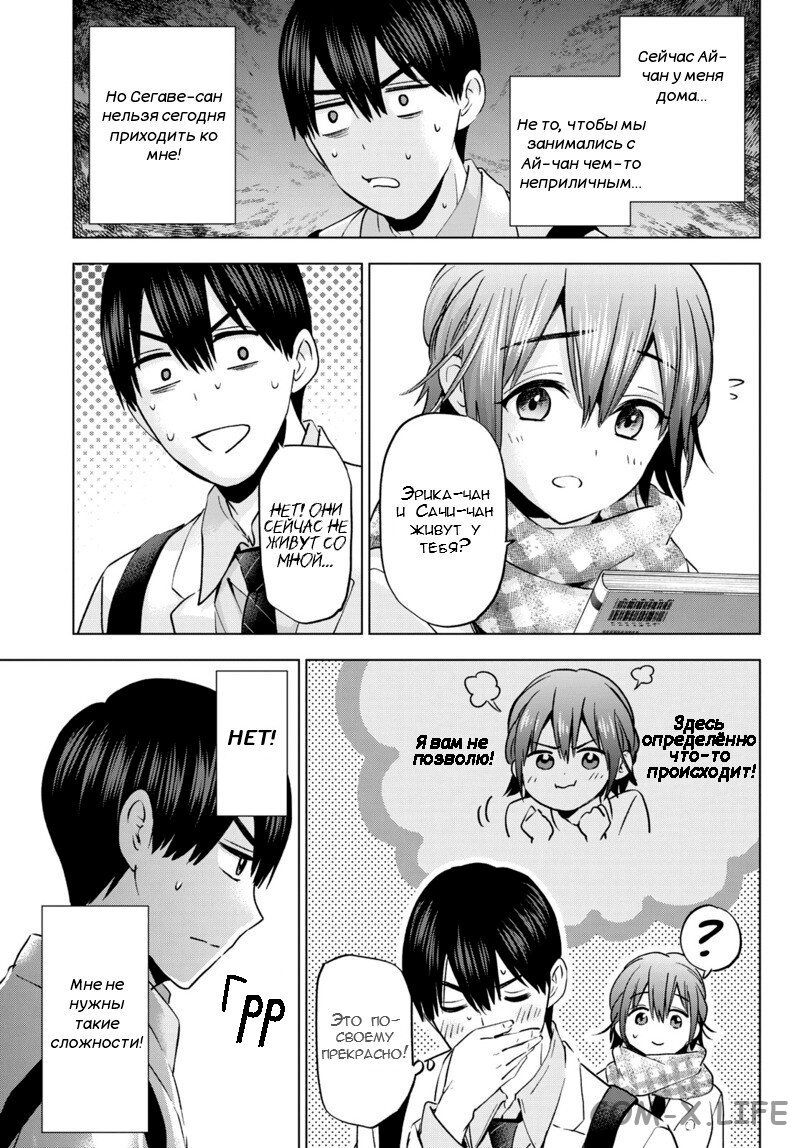 Сейчас Ай-
чан у меня
дома...
Не то, чтобы мы
занимались с
Ай-чан чем-то
неприличным...
Но Сегаве-сан
нельзя сегодня
приходить ко
мне!
Эрика-чан
и Сачи-чан
живут у
тебя?
Нет! Они
сейчас не
живут со
мной...
Здесь
определённо
что-то
происходит!
Я вам не
позволю!
?
Это по-
своему
прекрасно!
НЕТ!
Мне не
нужны
такие
сложности!
Грр
COM-X.LIFE